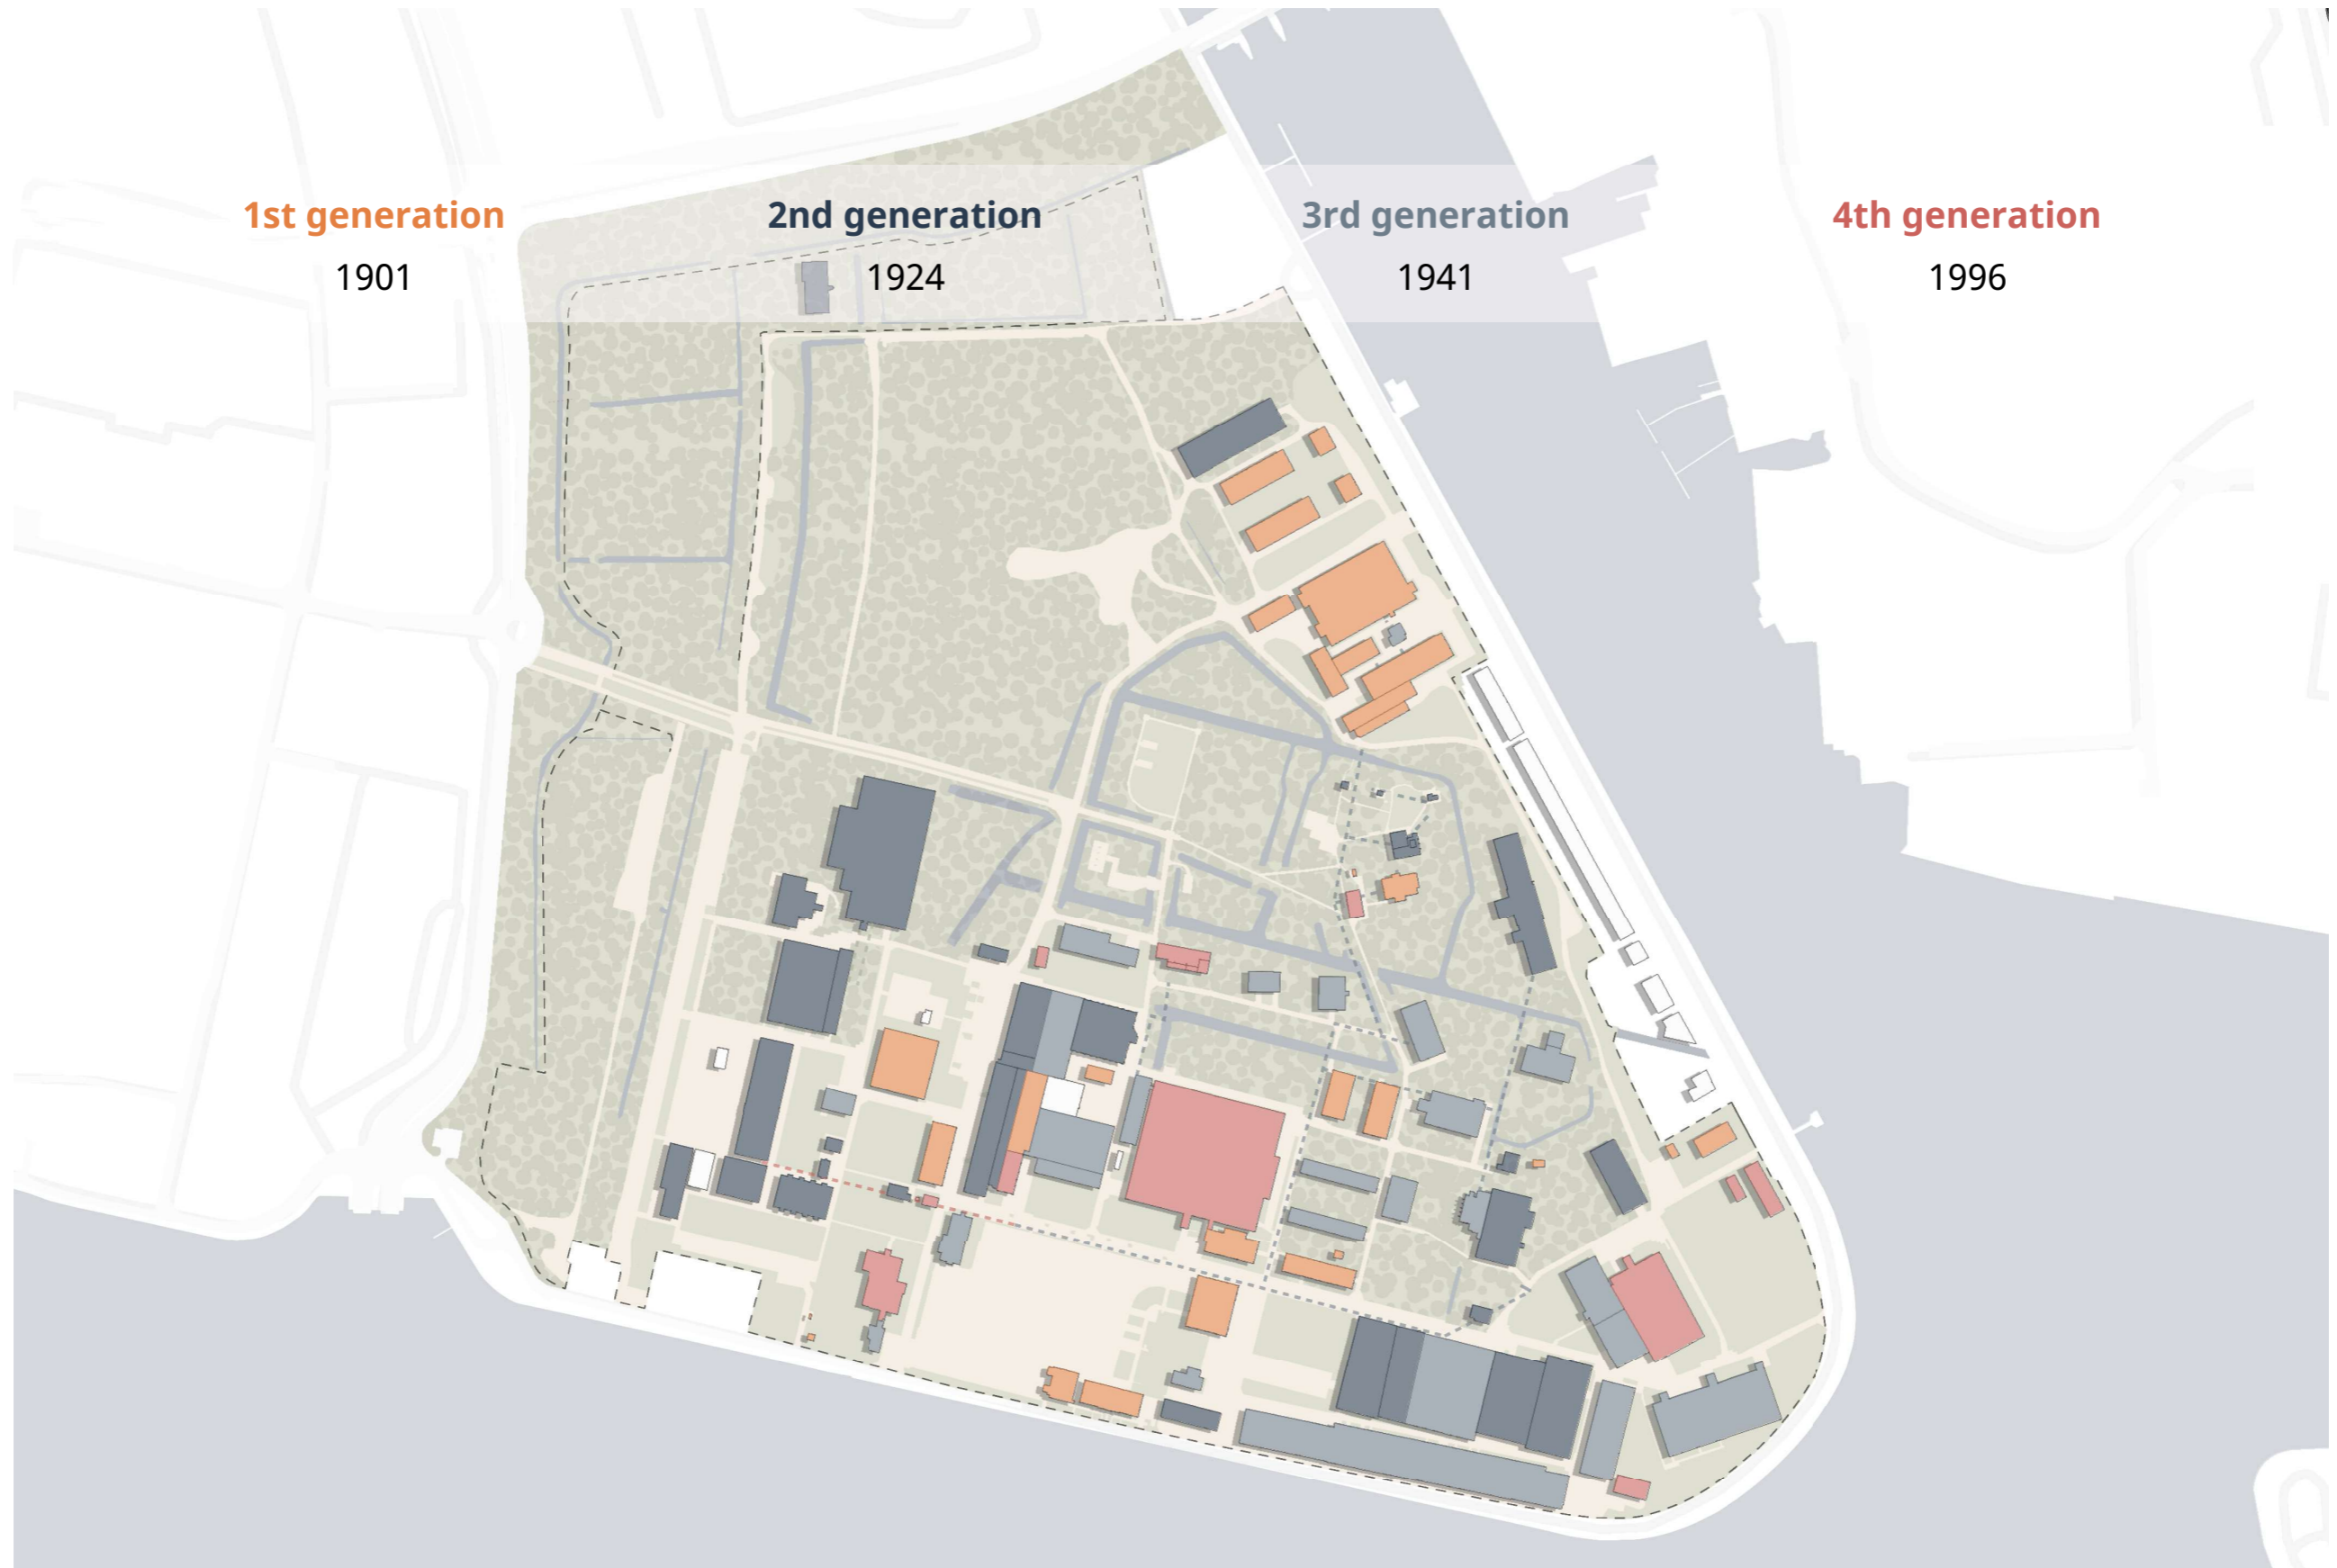 1st generation 2nd generation 3rd generation 4th generation
1901 1924 1941 1996